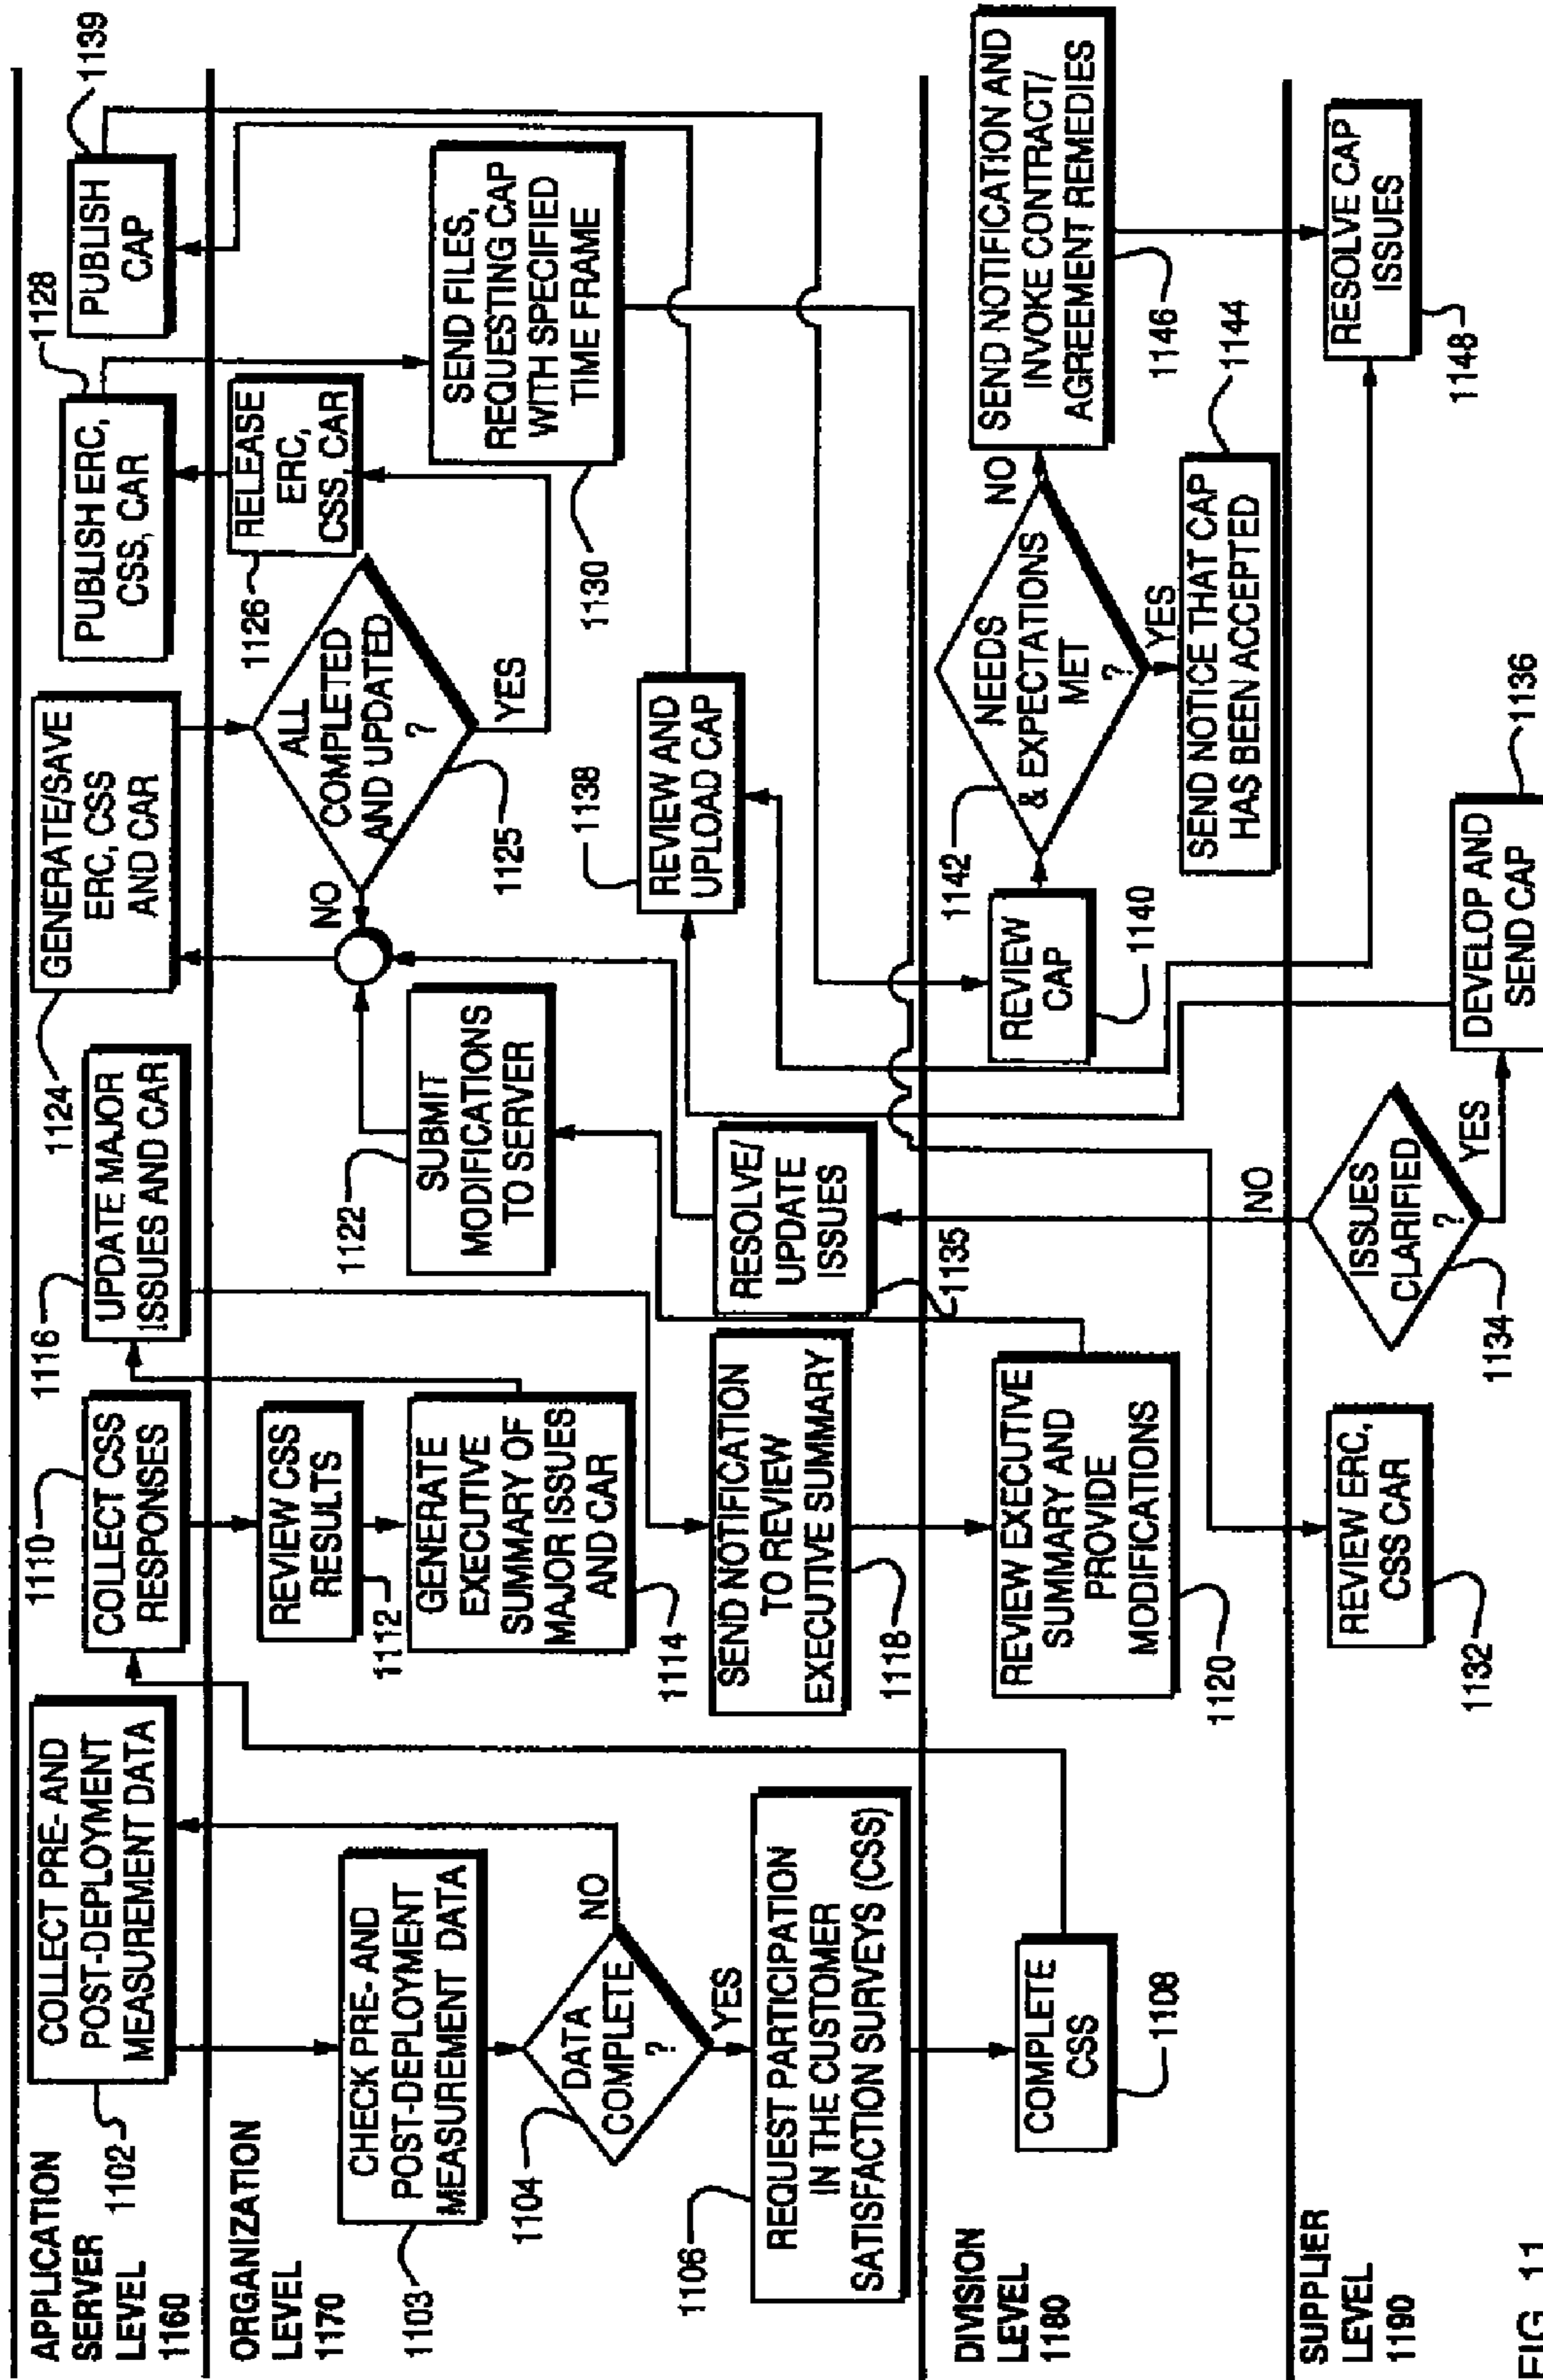 APPLICATION
SERVER
LEVEL
1160
1102
COLLECT PRE- AND
POST-DEPLOYMENT
MEASUREMENT DATA
1110
COLLECT CSS
RESPONSES
1116
UPDATE MAJOR
ISSUES AND CAR
1124
GENERATE/SAVE
ERC, CSS
AND CAR
1128
PUBLISH ERC,
CSS, CAR
1139
PUBLISH
CAP
ORGANIZATION
LEVEL
1170
1103
CHECK PRE- AND
POST-DEPLOYMENT
MEASUREMENT DATA
1104
DATA
COMPLETE
?
NO
YES
1106
REQUEST PARTICIPATION
IN THE CUSTOMER
SATISFACTION SURVEYS (CSS)
REVIEW CSS
RESULTS
1112
GENERATE
EXECUTIVE
SUMMARY OF
MAJOR ISSUES
AND CAR
1114
SEND NOTIFICATION
TO REVIEW
EXECUTIVE SUMMARY
1118
1122
SUBMIT
MODIFICATIONS
TO SERVER
RESOLVE/
UPDATE
ISSUES
1135
NO
ALL
COMPLETED
AND UPDATED
?
YES
1125
1126
RELEASE
ERC,
CSS, CAR
SEND FILES,
REQUESTING CAP
WITH SPECIFIED
TIME FRAME
1130
1138
REVIEW AND
UPLOAD CAP
DIVISION
LEVEL
1180
COMPLETE
CSS
1108
REVIEW EXECUTIVE
SUMMARY AND
PROVIDE
MODIFICATIONS
1120
REVIEW
CAP
1140
1142
NEEDS
& EXPECTATIONS
MET
?
NO
YES
SEND NOTIFICATION AND
INVOKE CONTRACT/
AGREEMENT REMEDIES
1146
SEND NOTICE THAT CAP
HAS BEEN ACCEPTED
1144
SUPPLIER
LEVEL
1190
REVIEW ERC,
CSS CAR
1132
NO
ISSUES
CLARIFIED
?
YES
1134
DEVELOP AND
SEND CAP
1136
RESOLVE CAP
ISSUES
1148
FIG. 11